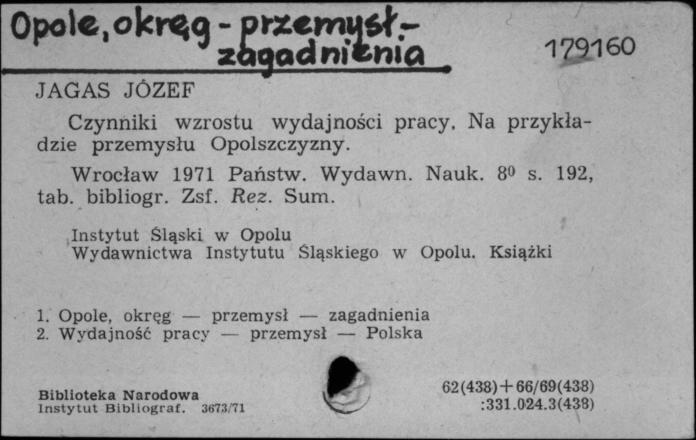 Opole, okręg - przemysł -
zagadnienia
179160
JAGAS JÓZEF
Czynniki wzrostu wydajności pracy. Na przykła-
dzie przemysłu Opolszczyzny.
Wrocław 1971 Państw. Wydawn. Nauk. 8⁰ s. 192,
tab. bibliogr. Zsf. Rez. Sum.
Instytut Śląski w Opolu
Wydawnictwa Instytutu Śląskiego w Opolu. Książki
1. Opole, okręg — przemysł — zagadnienia
2. Wydajność pracy — przemysł — Polska
Biblioteka Narodowa
Instytut Bibliograf. 3673/71
62(438)+66/69(438)
:331.024.3(438)